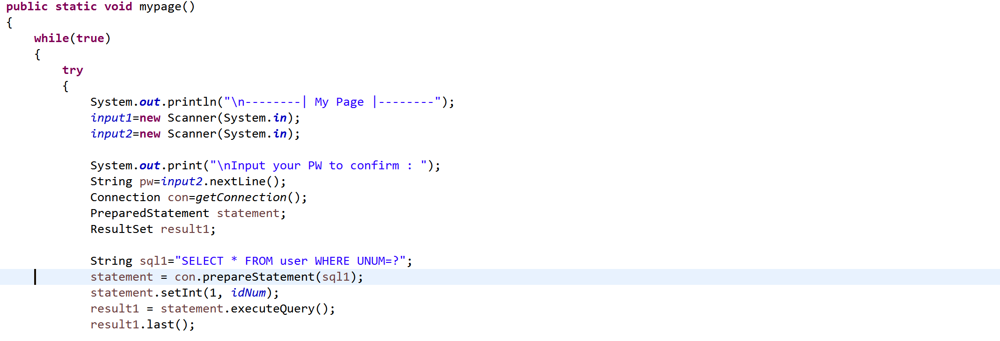 public static void mypage()
{
    while(true)
    {
        try
        {
            System.out.println("\n--------| My Page |--------");
            input1=new Scanner(System.in);
            input2=new Scanner(System.in);

            System.out.print("\nInput your PW to confirm : ");
            String pw=input2.nextLine();
            Connection con=getConnection();
            PreparedStatement statement;
            ResultSet result1;

            String sql1="SELECT * FROM user WHERE UNUM=?";
            statement = con.prepareStatement(sql1);
            statement.setInt(1, idNum);
            result1 = statement.executeQuery();
            result1.last();